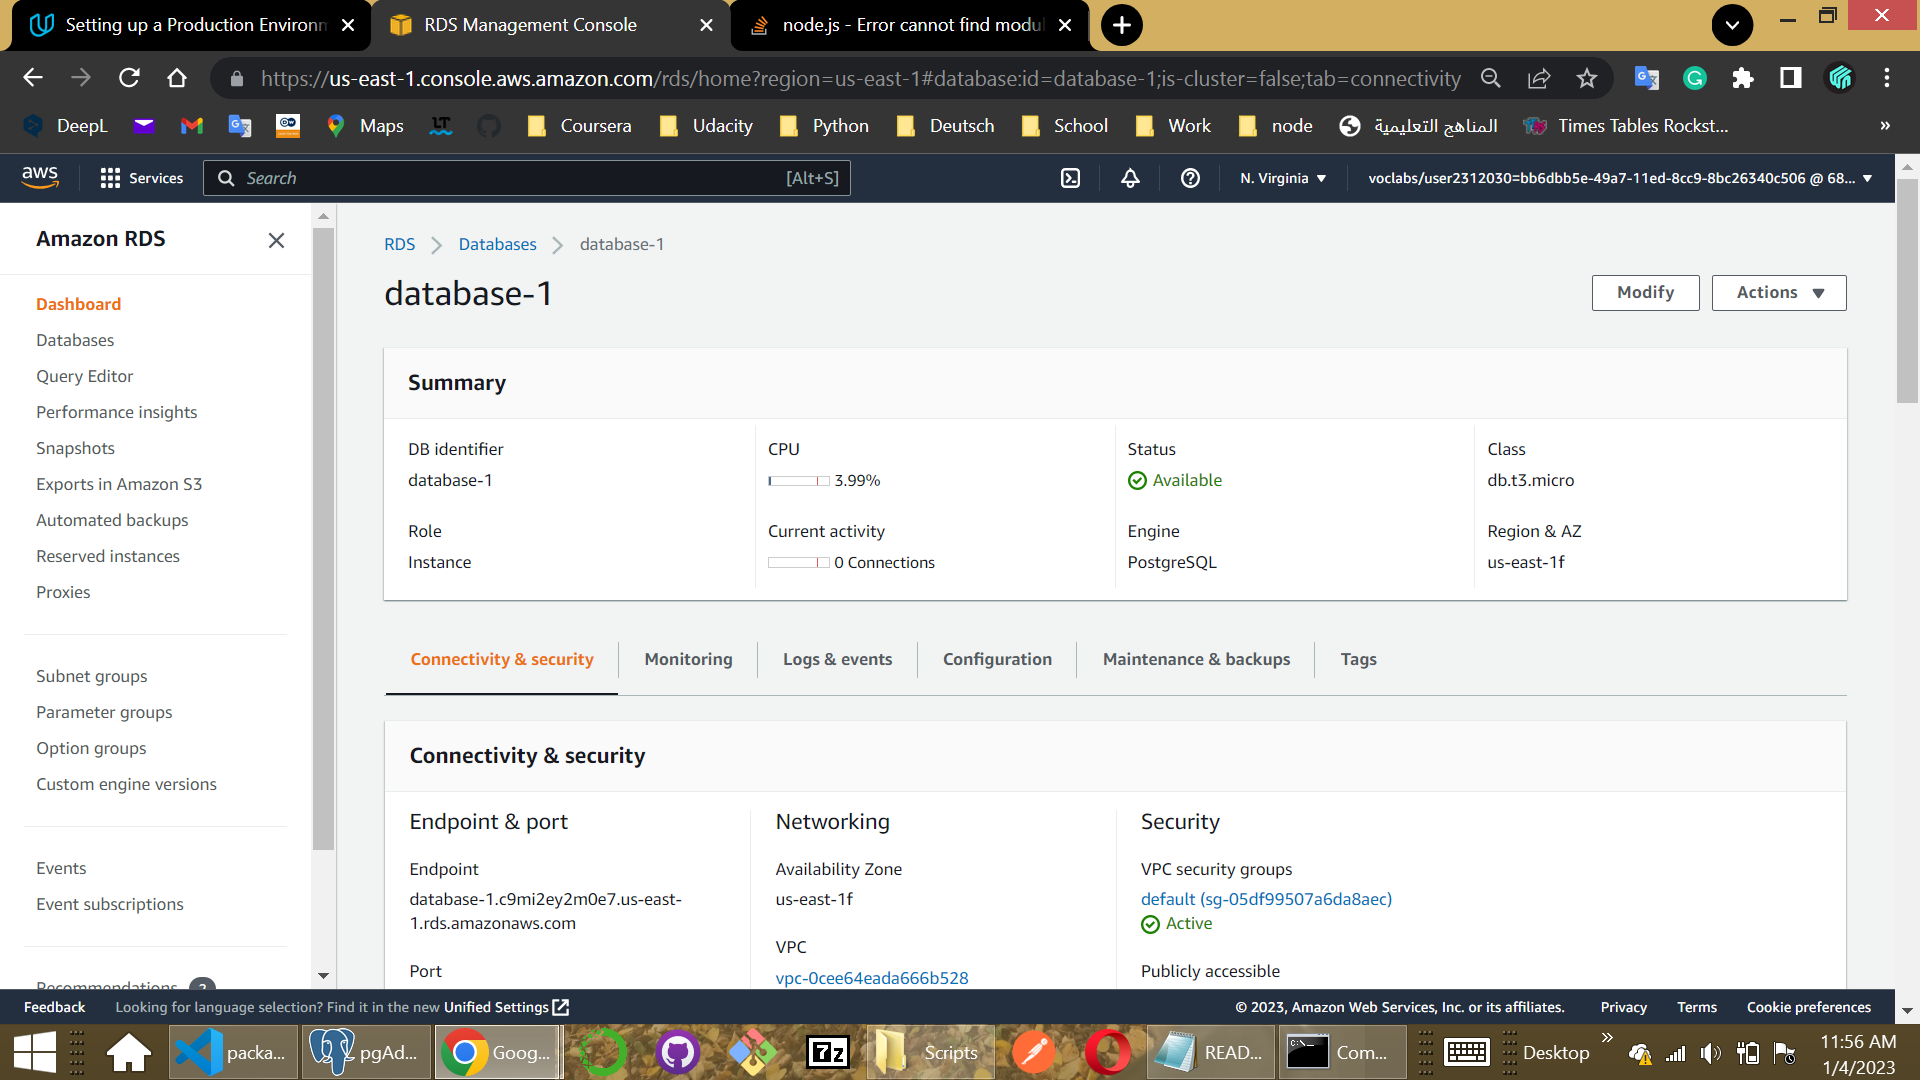 Setting up a Production Environm
RDS Management Console
node.js - Error cannot find modul
https://us-east-1.console.aws.amazon.com/rds/home?region=us-east-1#database:id=database-1;is-cluster=false;tab=connectivity
DeepL
Maps
LT
Coursera
Udacity
Python
Deutsch
School
Work
node
المناهج التعليمية
Times Tables Rockst...
»
aws
Services
Search
[Alt+S]
N. Virginia
voclabs/user2312030=bb6dbb5e-49a7-11ed-8cc9-8bc26340c506 @ 68...
Amazon RDS
Dashboard
Databases
Query Editor
Performance insights
Snapshots
Exports in Amazon S3
Automated backups
Reserved instances
Proxies
Subnet groups
Parameter groups
Option groups
Custom engine versions
Events
Event subscriptions
Recommendations 2
RDS
Databases
database-1
database-1
Modify
Actions
Summary
DB identifier
database-1
CPU
3.99%
Status
Available
Class
db.t3.micro
Role
Instance
Current activity
0 Connections
Engine
PostgreSQL
Region & AZ
us-east-1f
Connectivity & security
Monitoring
Logs & events
Configuration
Maintenance & backups
Tags
Connectivity & security
Endpoint & port
Endpoint
database-1.c9mi2ey2m0e7.us-east-
1.rds.amazonaws.com
Port
Networking
Availability Zone
us-east-1f
VPC
vpc-0cee64eada666b528
Security
VPC security groups
default (sg-05df99507a6da8aec)
Active
Publicly accessible
Feedback
Looking for language selection? Find it in the new Unified Settings
© 2023, Amazon Web Services, Inc. or its affiliates.
Privacy
Terms
Cookie preferences
packa...
pgAd...
Goog...
7z
Scripts
READ...
Com...
Desktop
»
11:56 AM
1/4/2023